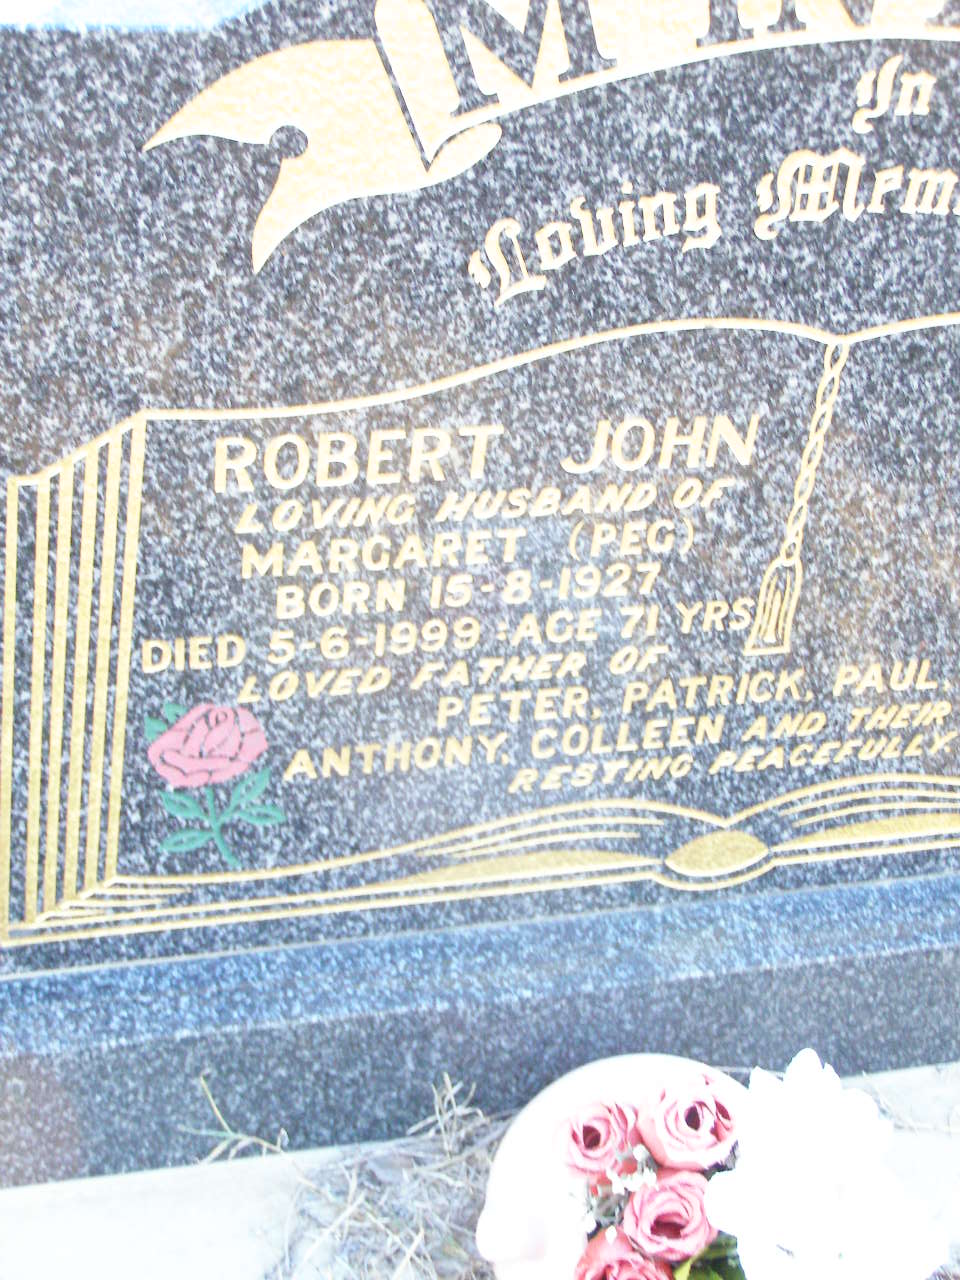 In
Loving
ROBERT JOHN
LOVING HUSBAND OF
MARGARET (PEG)
BORN 15-8-1927
DIED 5-6-1999 : AGE 71 YRS
LOVED FATHER OF
PETER, PATRICK, PAUL,
ANTHONY, COLLEEN AND THEIR
RESTING PEACEFULLY.